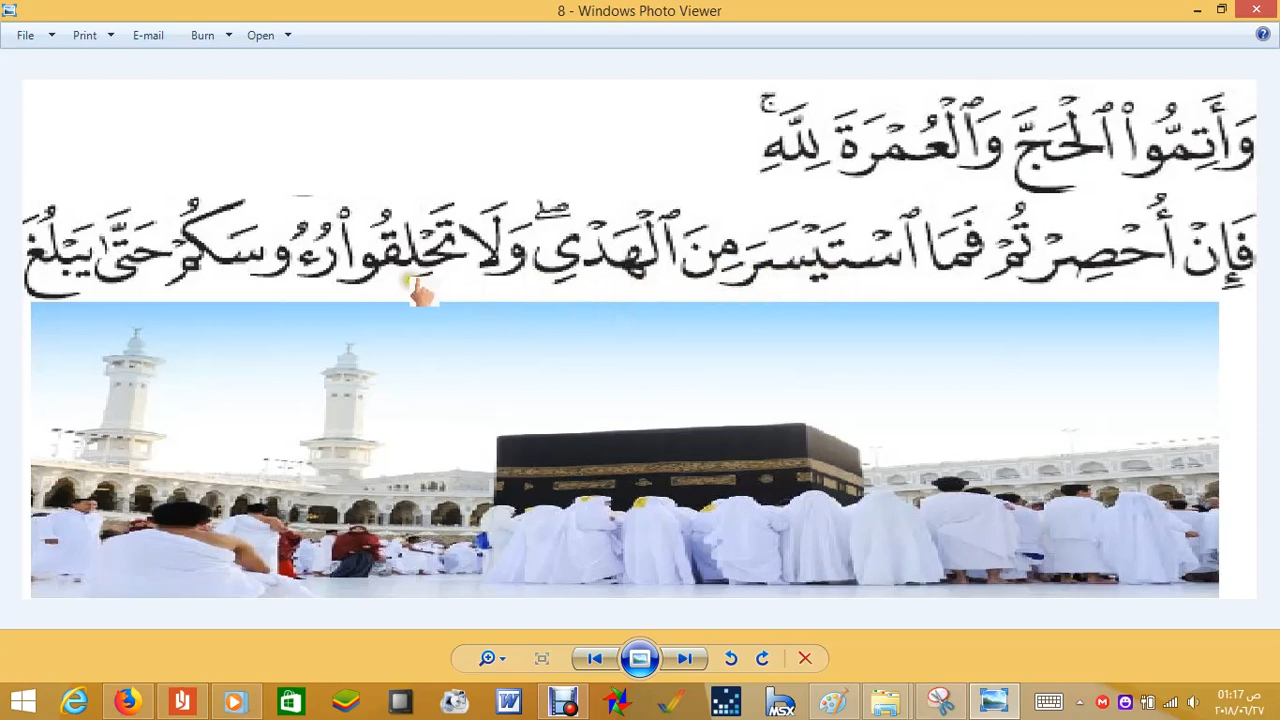 8 - Windows Photo Viewer
File Print E-mail Burn Open
وَأَتِمُّوا۟ ٱلْحَجَّ وَٱلْعُمْرَةَ لِلَّهِ ۚ
فَإِنْ أُحْصِرْتُمْ فَمَا ٱسْتَيْسَرَ مِنَ ٱلْهَدْىِ ۖ وَلَا تَحْلِقُوا۟ رُءُوسَكُمْ حَتَّىٰ يَبْلُغَ
MSX
01:17 ص
٢٠١٨/٠٦/٢٧